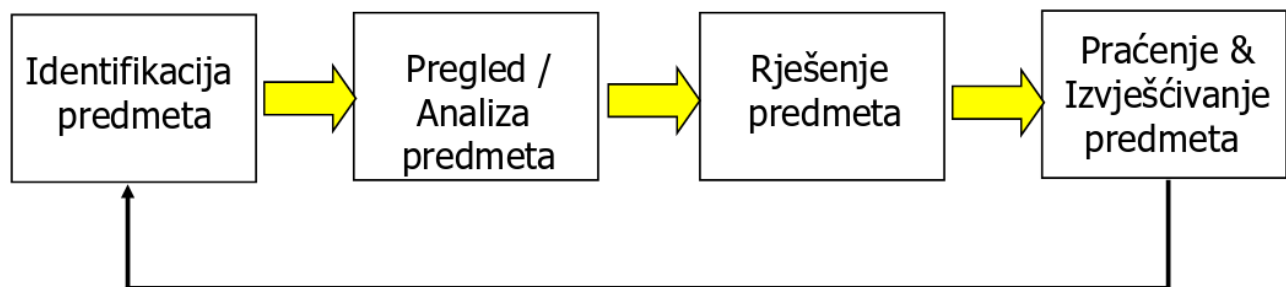 Identifikacija
predmeta
Pregled /
Analiza
predmeta
Rješenje
predmeta
Praćenje &
Izvješćivanje
predmeta